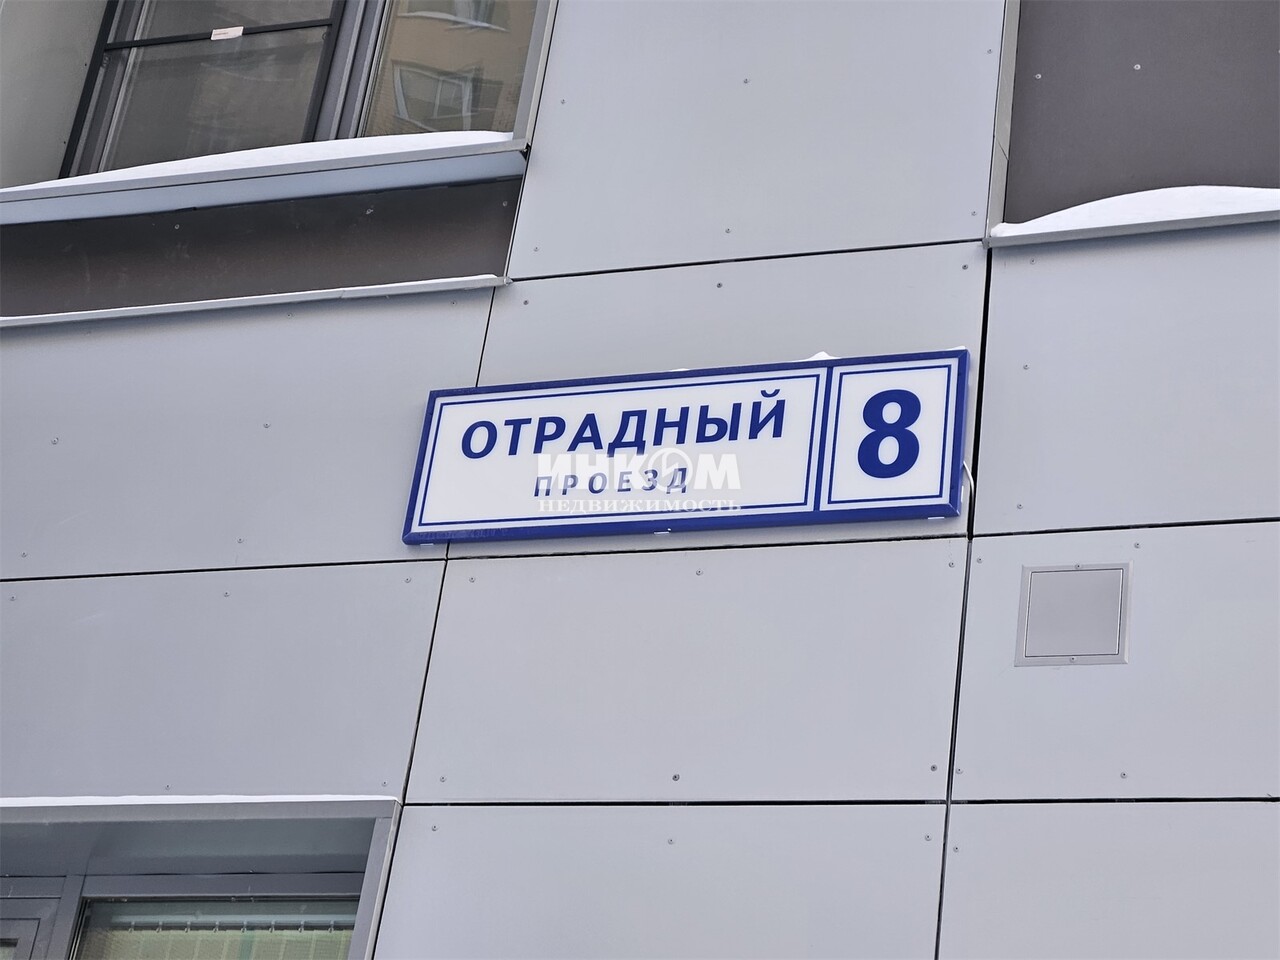 ОТРАДНЫЙ
ПРОЕЗД
8
ИНКОМ
НЕДВИЖИМОСТЬ